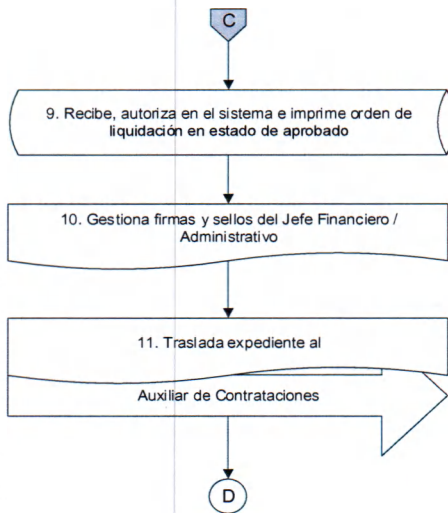 C
9. Recibe, autoriza en el sistema e imprime orden de
liquidación en estado de aprobado
10. Gestiona firmas y sellos del Jefe Financiero /
Administrativo
11. Traslada expediente al
Auxiliar de Contrataciones
D